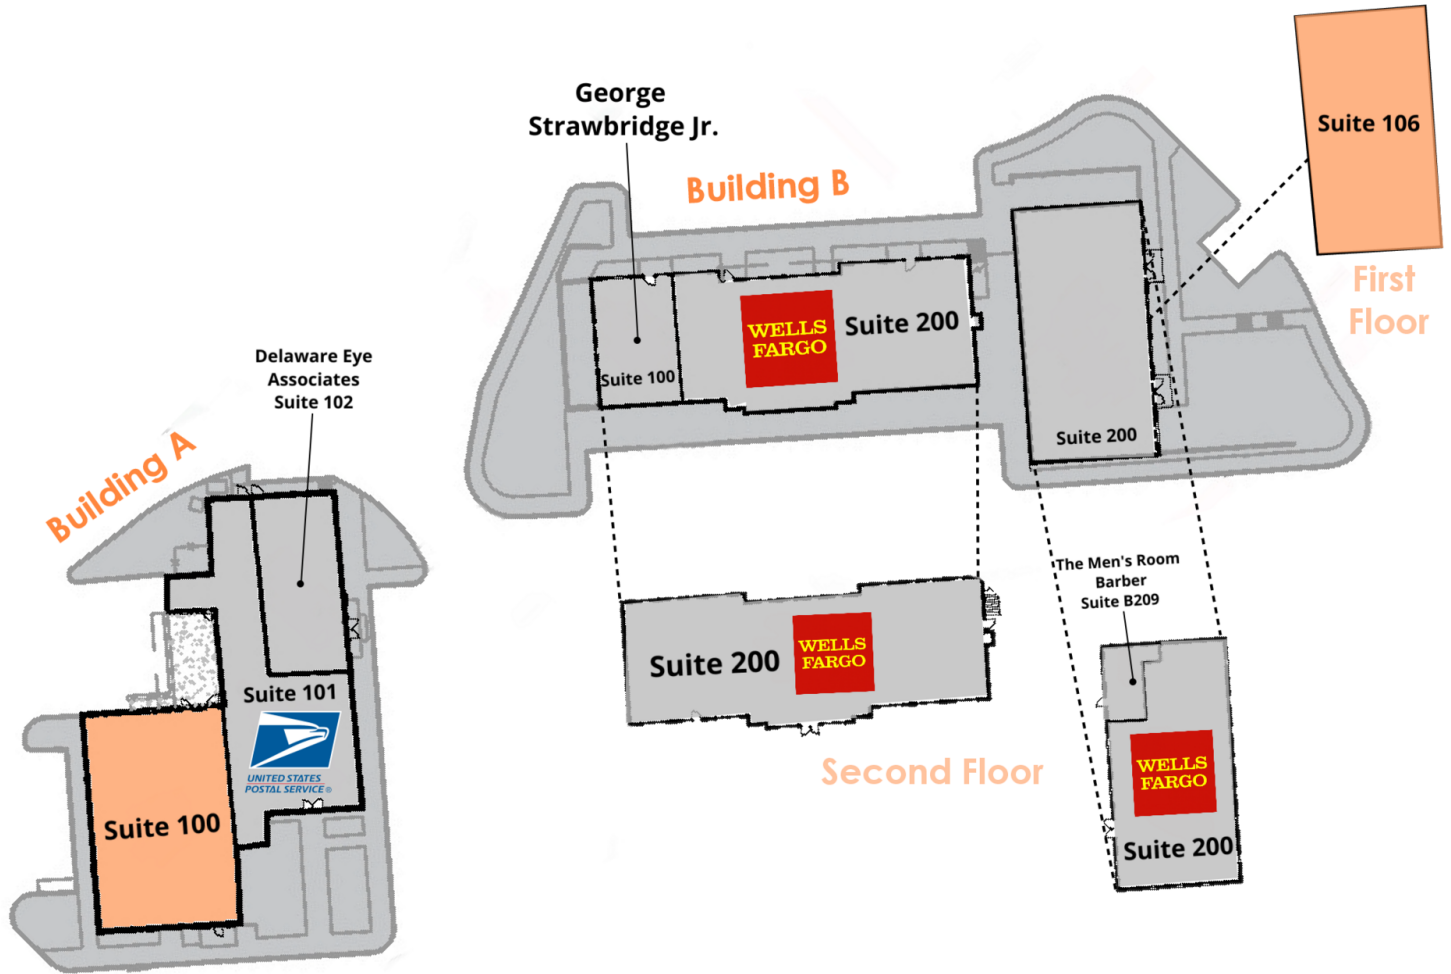 George
Strawbridge Jr.
Building B
Suite 106
First
Floor
WELLS
FARGO
Suite 200
Suite 100
Suite 200
Delaware Eye
Associates
Suite 102
Building A
The Men's Room
Barber
Suite B209
Suite 200
WELLS
FARGO
Suite 101
UNITED STATES
POSTAL SERVICE®
Second Floor
WELLS
FARGO
Suite 100
Suite 200